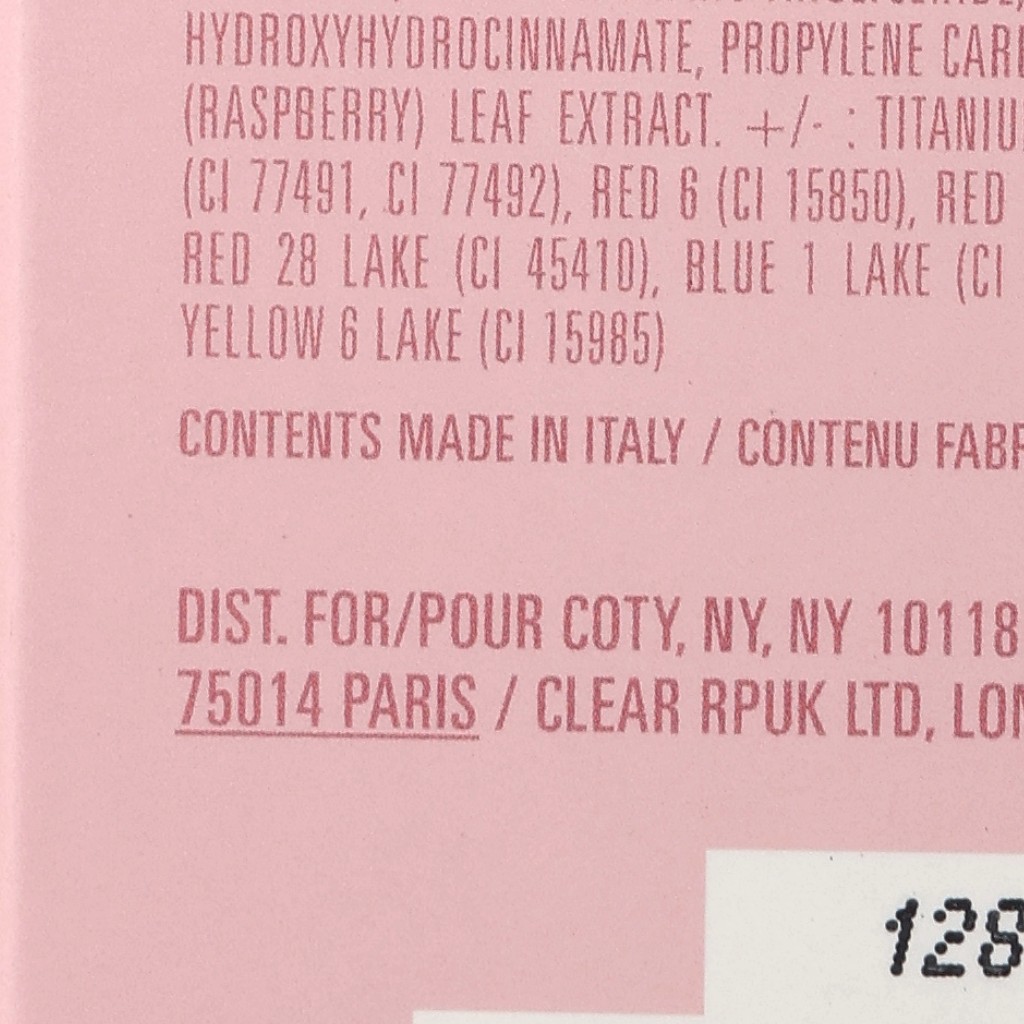 HYDROXYHYDROCINNAMATE, PROPYLENE
(RASPBERRY) LEAF EXTRACT. +/- :
(CI 77491, CI 77492), RED 6 (CI 15850), RED
RED 28 LAKE (CI 45410), BLUE 1 LAKE (CI
YELLOW 6 LAKE (CI 15985)
CONTENTS MADE IN ITALY / CONTENU
DIST. FOR/POUR COTY, NY, NY 10118
75014 PARIS / CLEAR RPUK LTD,
128